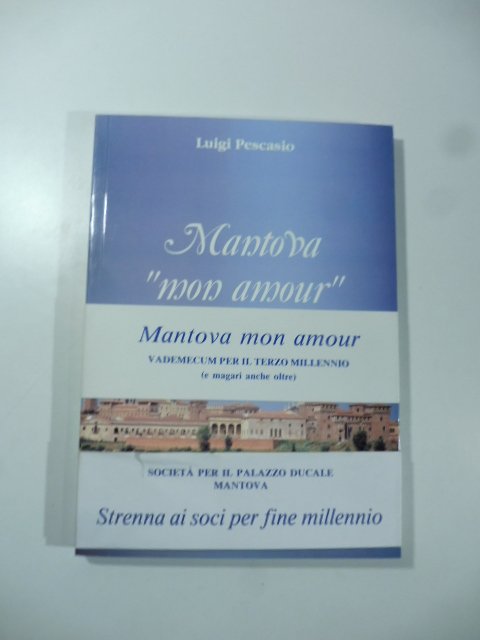 Luigi Pescasio
Mantova
"mon amour"
Mantova mon amour
VADEMECUM PER IL TERZO MILLENNIO
(e magari anche oltre)
SOCIETÀ PER IL PALAZZO DUCALE
MANTOVA
Strenna ai soci per fine millennio